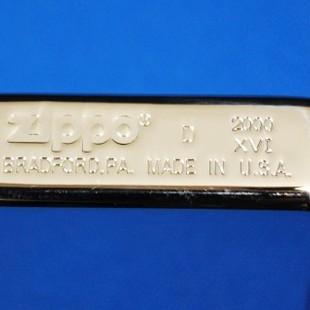 Zippo® D 2000
XVI
BRADFORD, PA. MADE IN U.S.A.